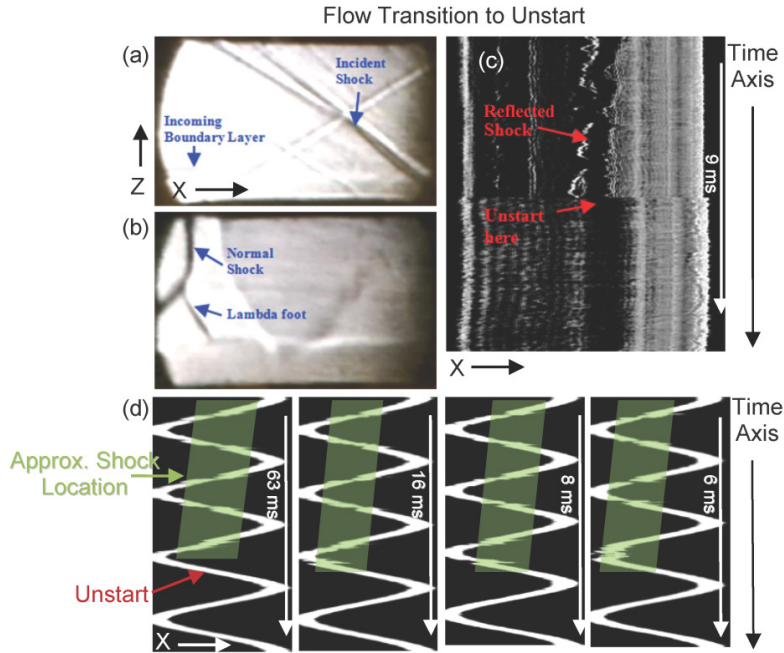 Flow Transition to Unstart
(a)
Incident
Shock
Incoming
Boundary Layer
Z
X
(b)
Normal
Shock
Lambda foot
(c)
Time
Axis
Reflected
Shock
9 ms
Unstart
here
X
(d)
Time
Axis
Approx. Shock
Location
63 ms
16 ms
8 ms
6 ms
Unstart
X